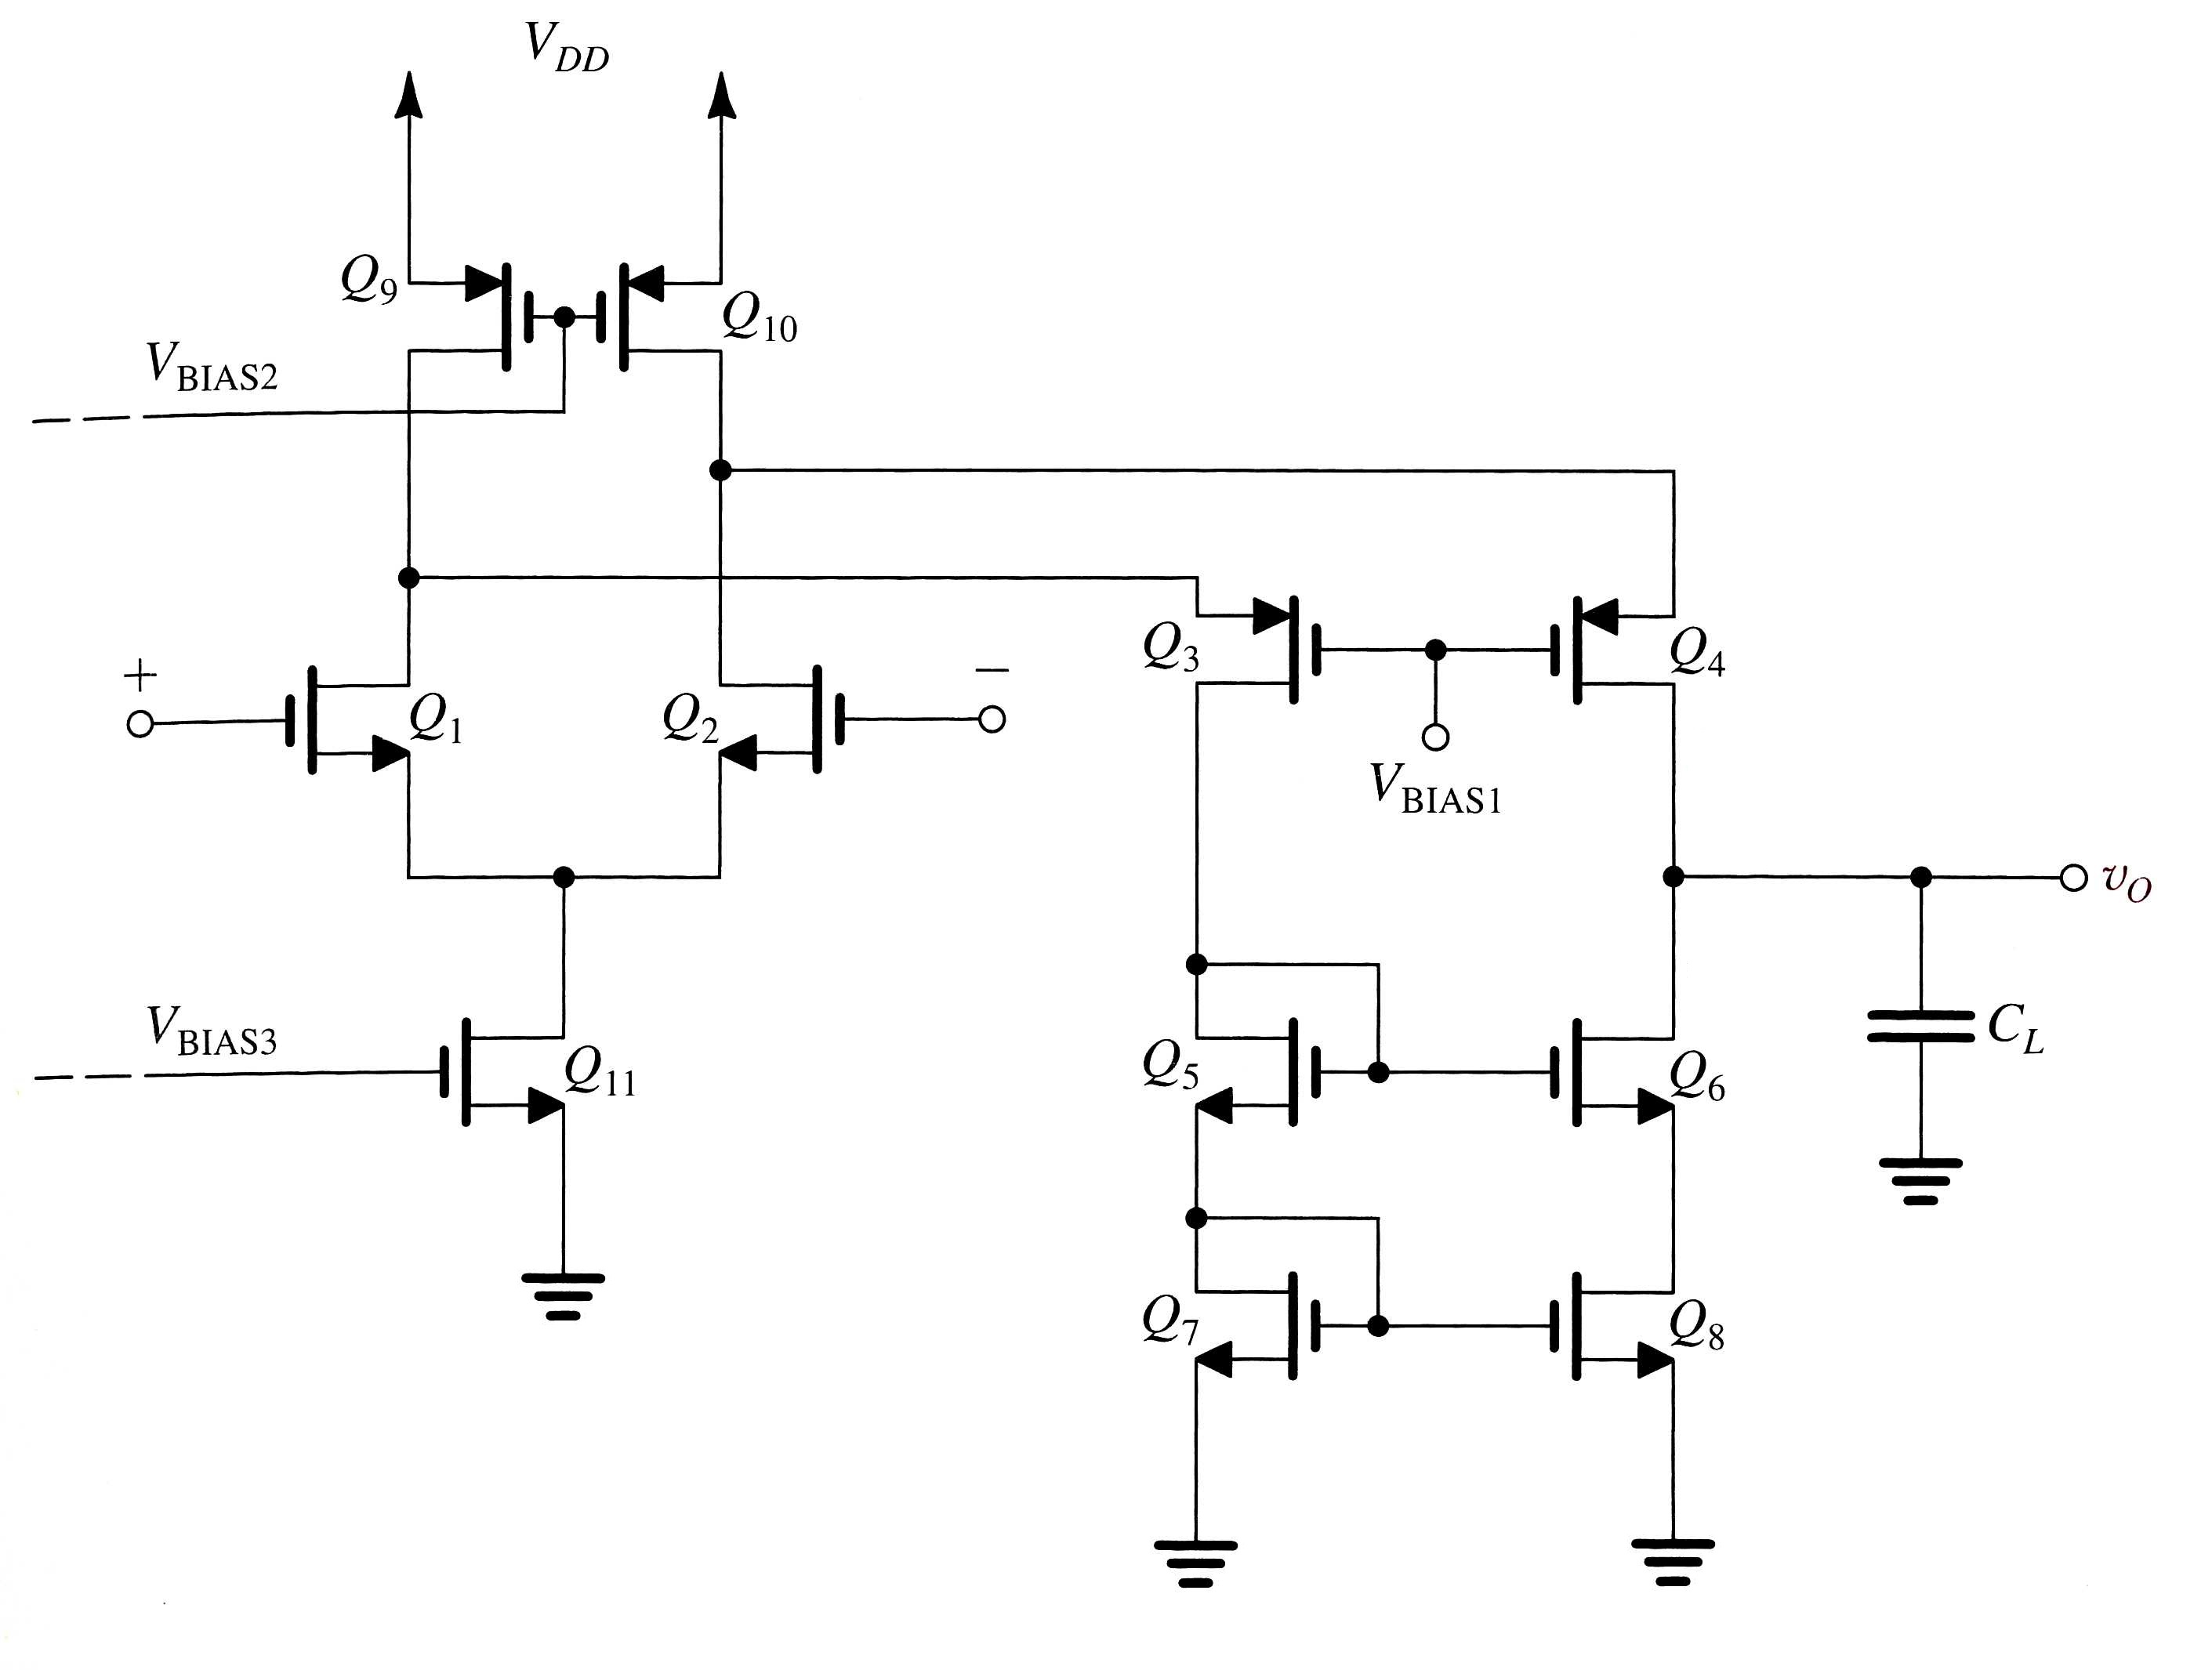 V_DD
Q_9
Q_10
V_BIAS2
Q_3
Q_4
+
−
Q_1
Q_2
V_BIAS1
v_O
V_BIAS3
Q_11
Q_5
Q_6
C_L
Q_7
Q_8